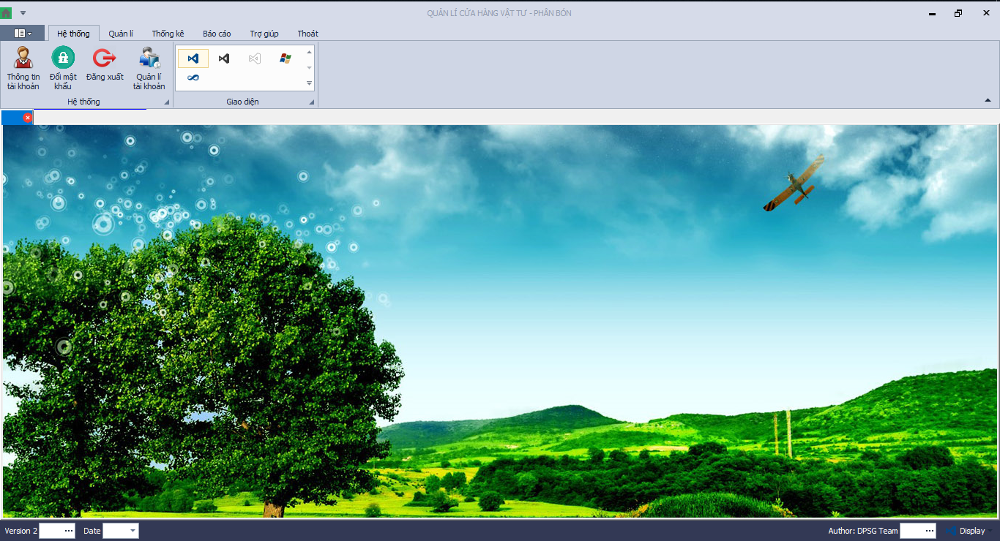 QUẢN LÍ CỬA HÀNG VẬT TƯ - PHÂN BÓN
Hệ thống Quản lí Thống kê Báo cáo Trợ giúp Thoát
Thông tin tài khoản
Đổi mật khẩu
Đăng xuất
Quản lí tài khoản
Hệ thống
Giao diện
Version 2 Date Author: DPSG Team Display